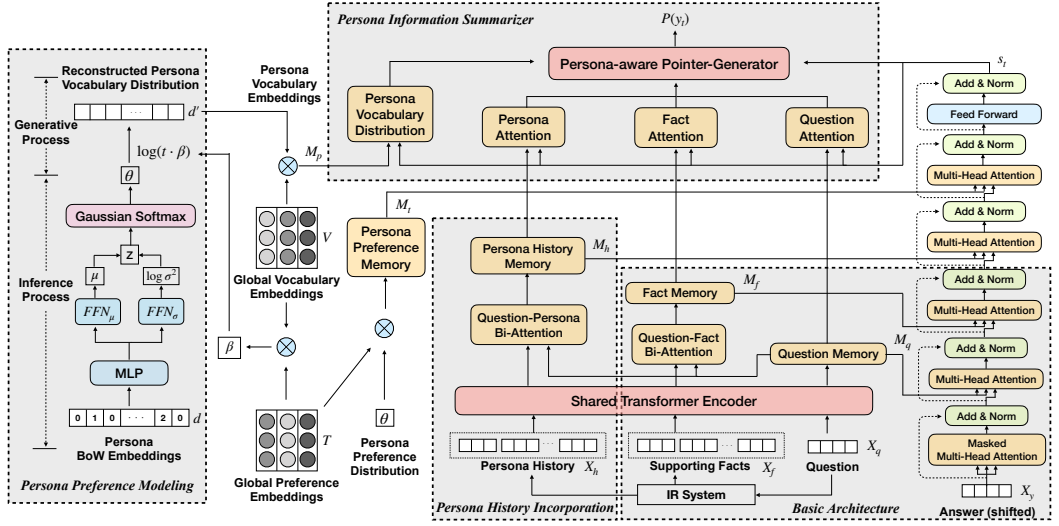 Persona Information Summarizer
P(y_t)
Persona-aware Pointer-Generator
s_t
Persona
Vocabulary
Distribution
Persona
Attention
Fact
Attention
Question
Attention
Add & Norm
Feed Forward
Add & Norm
Multi-Head Attention
Add & Norm
Multi-Head Attention
Add & Norm
Multi-Head Attention
Add & Norm
Multi-Head Attention
Add & Norm
Masked
Multi-Head Attention
X_y
Answer (shifted)
Reconstructed Persona
Vocabulary Distribution
d'
Generative
Process
log(t · β)
θ
Gaussian Softmax
z
μ
log σ²
Inference
Process
FFN_μ
FFN_σ
MLP
0 1 0 ···· 2 0
d
Persona
BoW Embeddings
Persona Preference Modeling
Persona
Vocabulary
Embeddings
M_p
V
Global Vocabulary
Embeddings
β
T
Global Preference
Embeddings
M_t
Persona
Preference
Memory
θ
Persona
Preference
Distribution
Persona History
Memory
M_h
Question-Persona
Bi-Attention
Fact Memory
M_f
Question-Fact
Bi-Attention
Question Memory
M_q
Shared Transformer Encoder
Persona History
X_h
Supporting Facts
X_f
Question
X_q
IR System
Persona History Incorporation
Basic Architecture